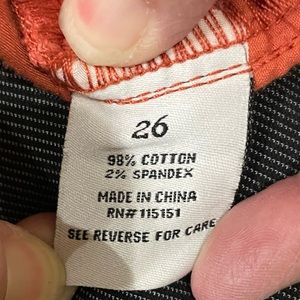 26
98% COTTON
2% SPANDEX
MADE IN CHINA
RN#115151
SEE REVERSE FOR CARE